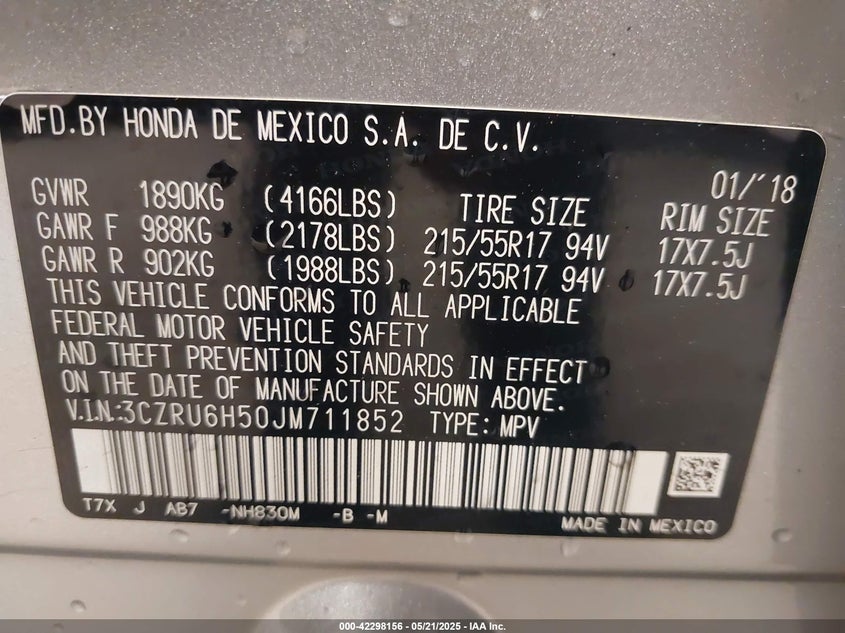 MFD.BY HONDA DE MEXICO S.A. DE C.V.
01/'18
GVWR 1890KG (4166LBS) TIRE SIZE RIM SIZE
GAWR F 988KG (2178LBS) 215/55R17 94V 17X7.5J
GAWR R 902KG (1988LBS) 215/55R17 94V 17X7.5J
THIS VEHICLE CONFORMS TO ALL APPLICABLE
FEDERAL MOTOR VEHICLE SAFETY
AND THEFT PREVENTION STANDARDS IN EFFECT
ON THE DATE OF MANUFACTURE SHOWN ABOVE.
V.I.N.:3CZRU6H50JM711852 TYPE: MPV
T7X J AB7 -NH830M -B -M
MADE IN MEXICO
000-42298156 - 05/21/2025 - IAA Inc.